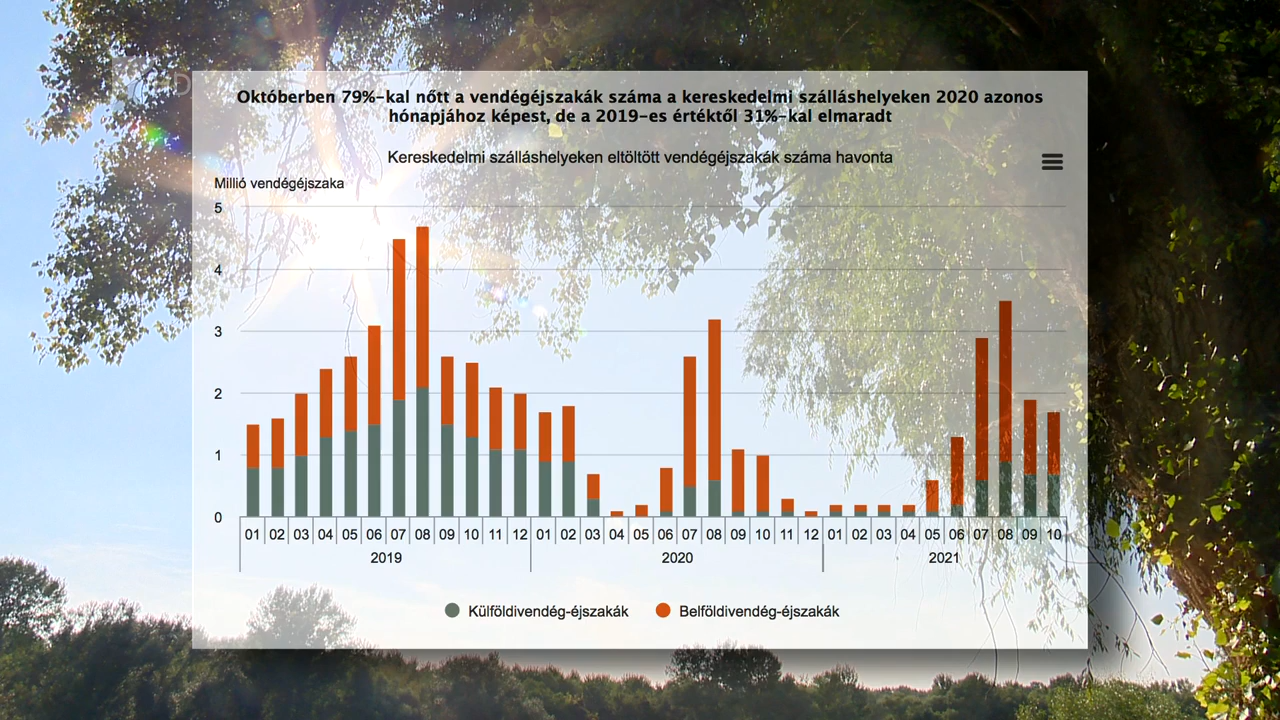 Októberben 79%-kal nőtt a vendégéjszakák száma a kereskedelmi szálláshelyeken 2020 azonos
hónapjához képest, de a 2019-es értéktől 31%-kal elmaradt
Kereskedelmi szálláshelyeken eltöltött vendégéjszakák száma havonta
Millió vendégéjszaka
5
4
3
2
1
0
01 02 03 04 05 06 07 08 09 10 11 12 01 02 03 04 05 06 07 08 09 10 11 12 01 02 03 04 05 06 07 08 09 10
2019 2020 2021
Külföldivendég-éjszakák Belföldivendég-éjszakák